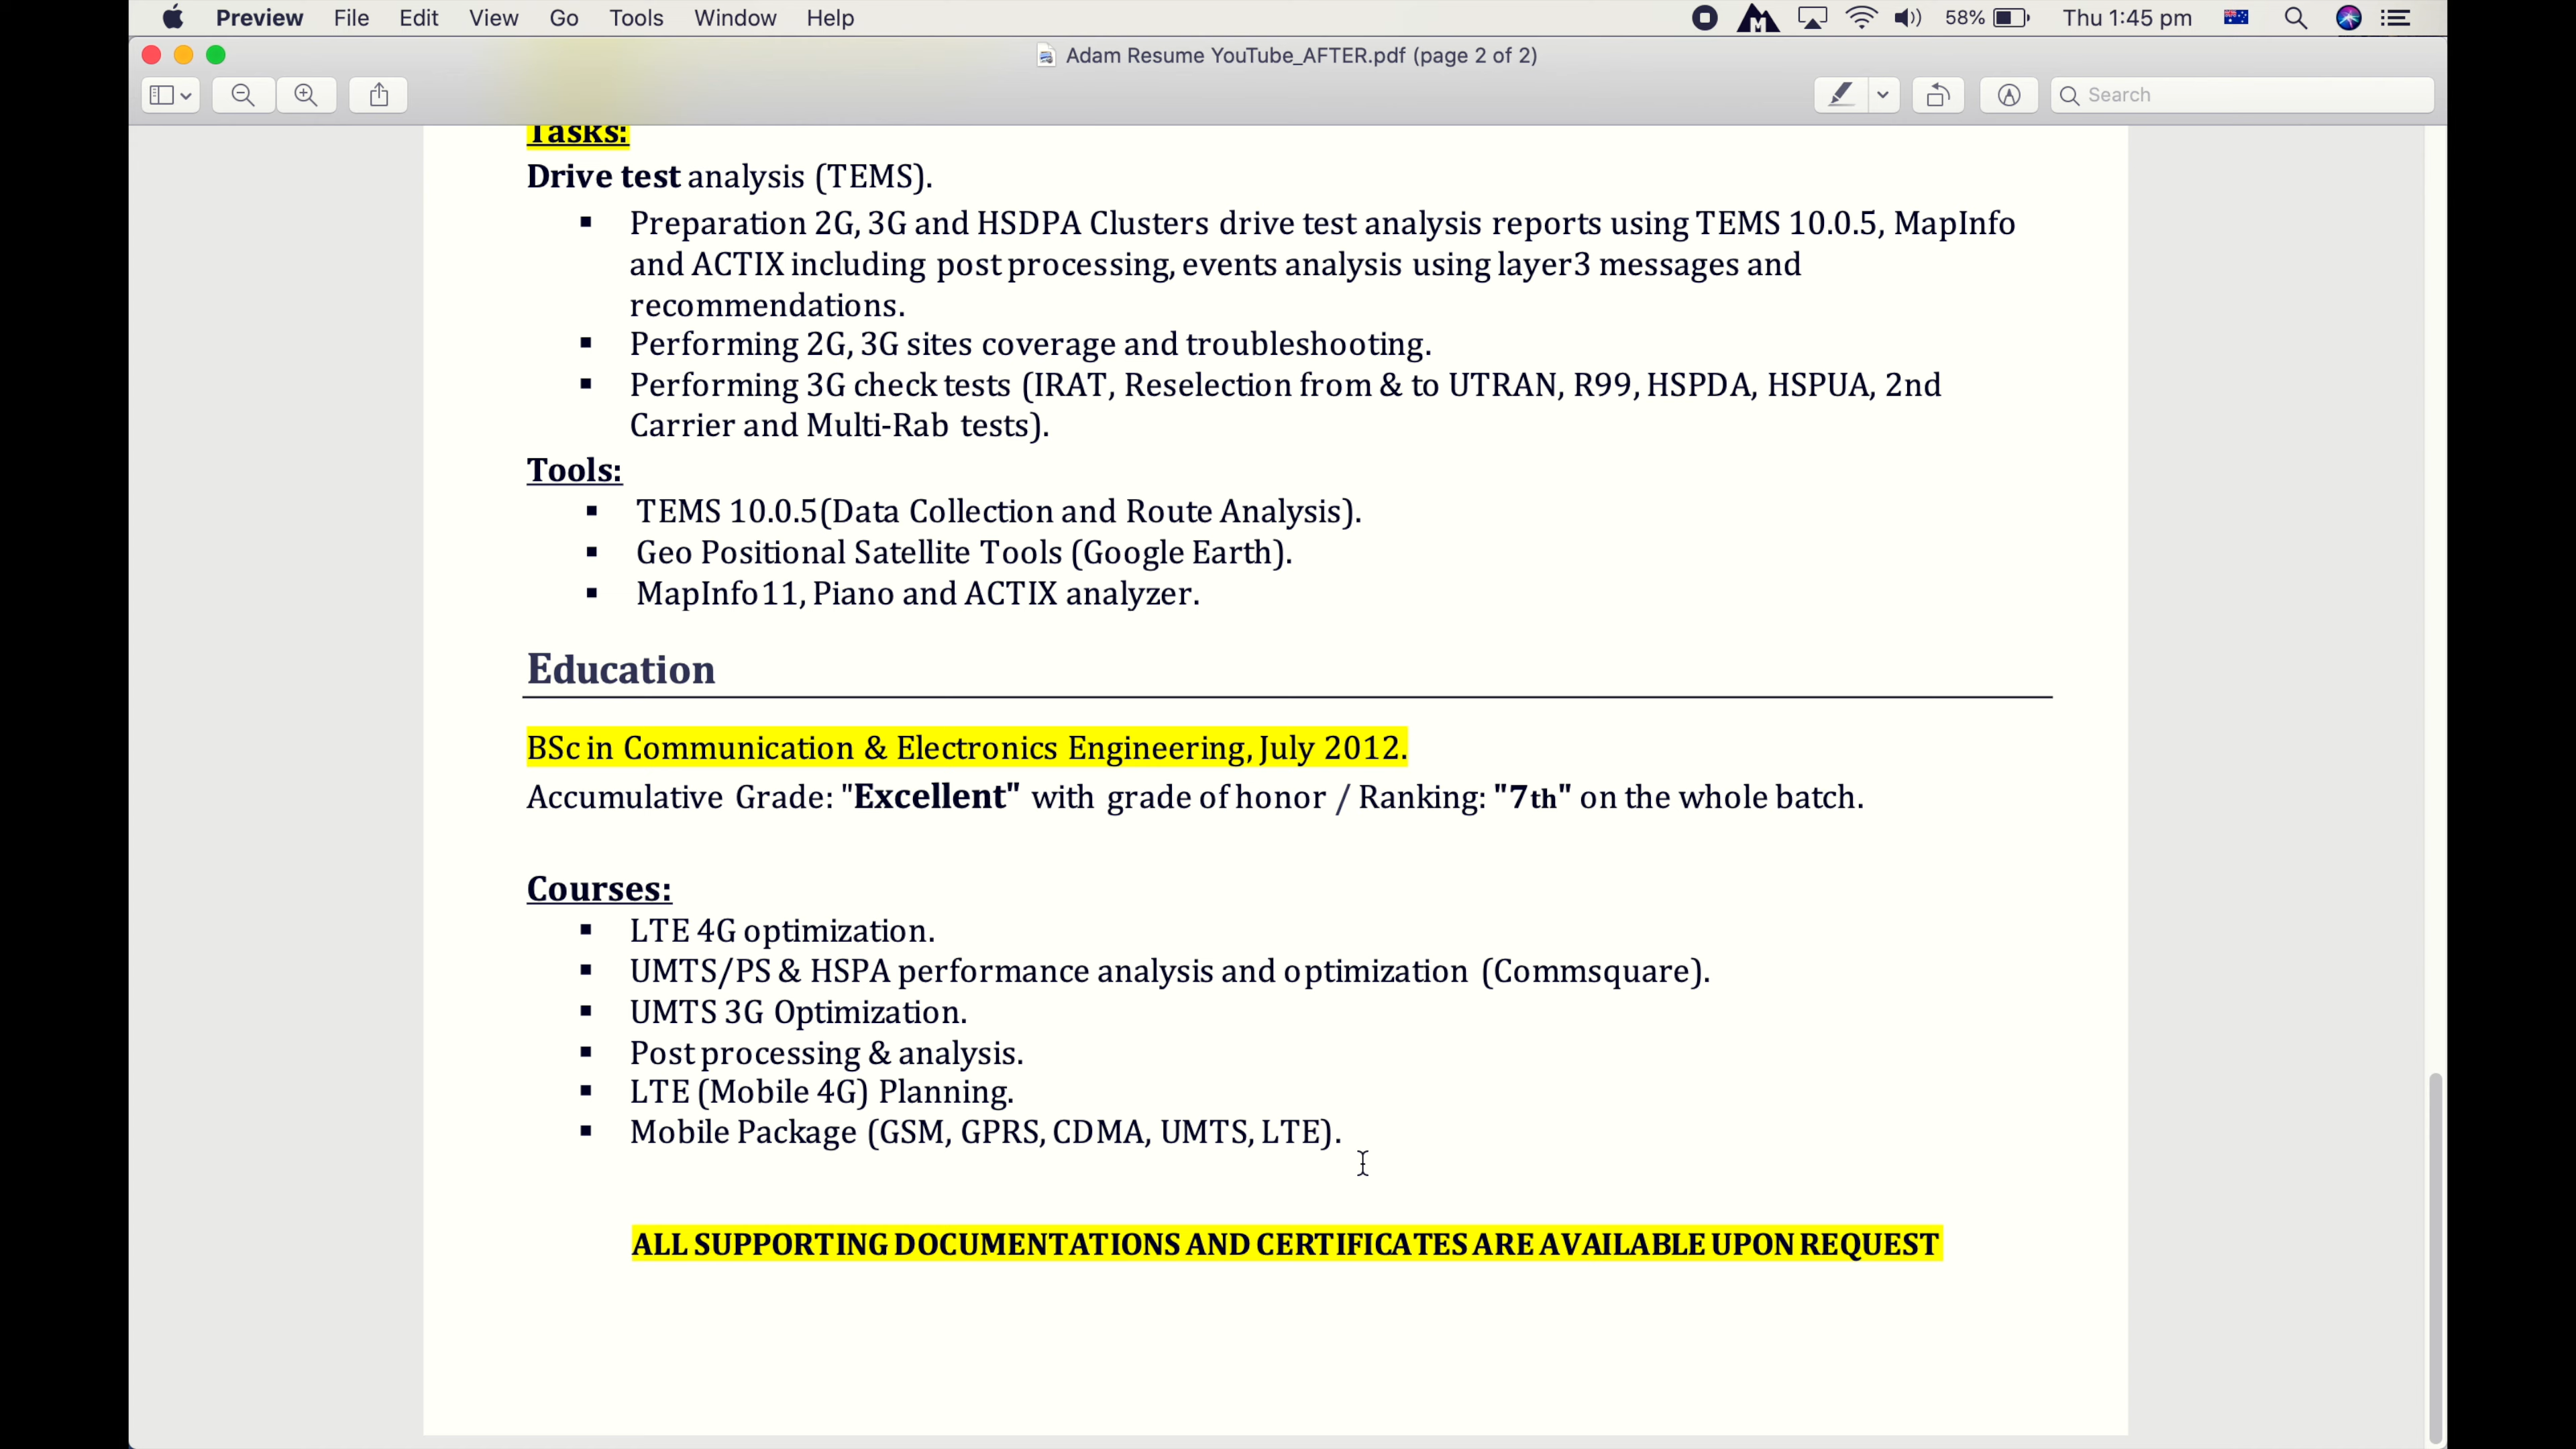 Preview File Edit View Go Tools Window Help 58% Thu 1:45 pm
Adam Resume YouTube_AFTER.pdf (page 2 of 2)
Search
Tasks:
Drive test analysis (TEMS).
▪ Preparation 2G, 3G and HSDPA Clusters drive test analysis reports using TEMS 10.0.5, MapInfo
and ACTIX including post processing, events analysis using layer3 messages and
recommendations.
▪ Performing 2G, 3G sites coverage and troubleshooting.
▪ Performing 3G check tests (IRAT, Reselection from & to UTRAN, R99, HSPDA, HSPUA, 2nd
Carrier and Multi-Rab tests).
Tools:
▪ TEMS 10.0.5(Data Collection and Route Analysis).
▪ Geo Positional Satellite Tools (Google Earth).
▪ MapInfo11, Piano and ACTIX analyzer.
Education
BSc in Communication & Electronics Engineering, July 2012.
Accumulative Grade: "Excellent" with grade of honor / Ranking: "7th" on the whole batch.
Courses:
▪ LTE 4G optimization.
▪ UMTS/PS & HSPA performance analysis and optimization (Commsquare).
▪ UMTS 3G Optimization.
▪ Post processing & analysis.
▪ LTE (Mobile 4G) Planning.
▪ Mobile Package (GSM, GPRS, CDMA, UMTS, LTE).
ALL SUPPORTING DOCUMENTATIONS AND CERTIFICATES ARE AVAILABLE UPON REQUEST